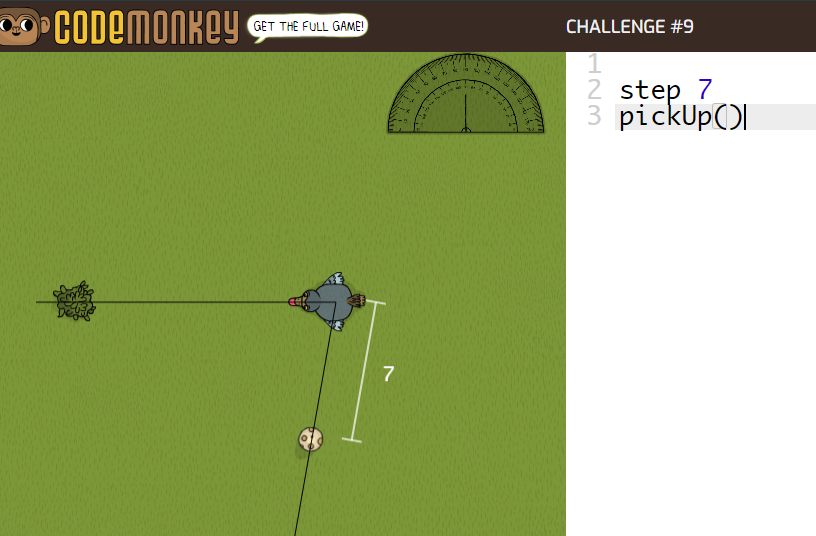 CODEMONKEY
GET THE FULL GAME!
CHALLENGE #9
1
2 step 7
3 pickUp()
7